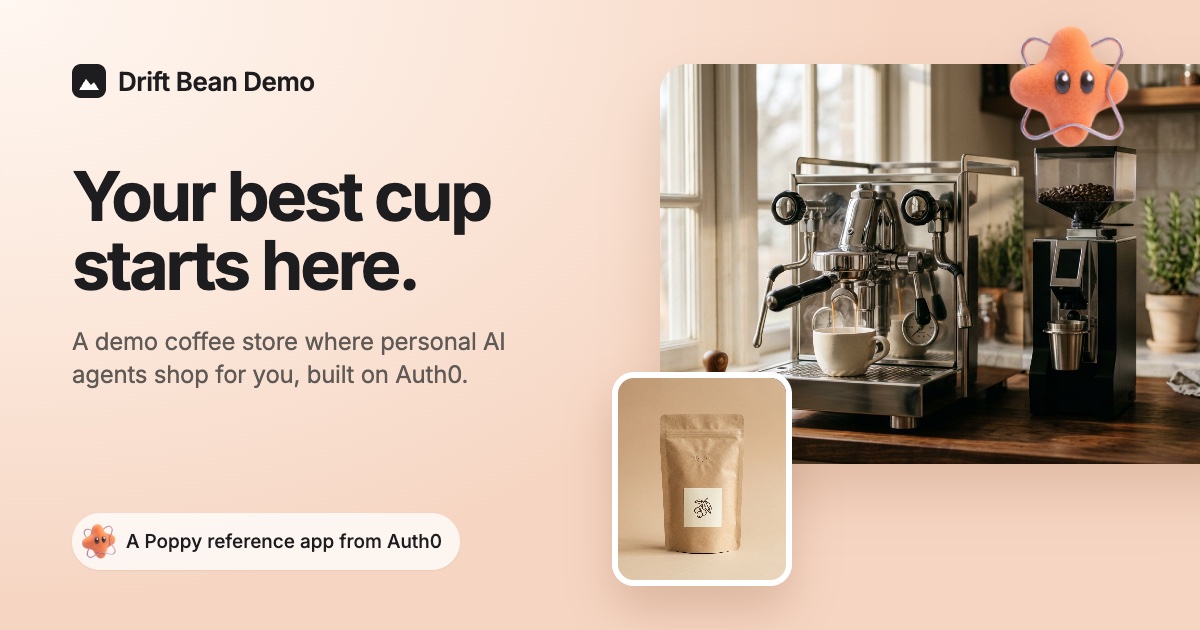 Drift Bean Demo
Your best cup
starts here.
A demo coffee store where personal AI
agents shop for you, built on Auth0.
A Poppy reference app from Auth0